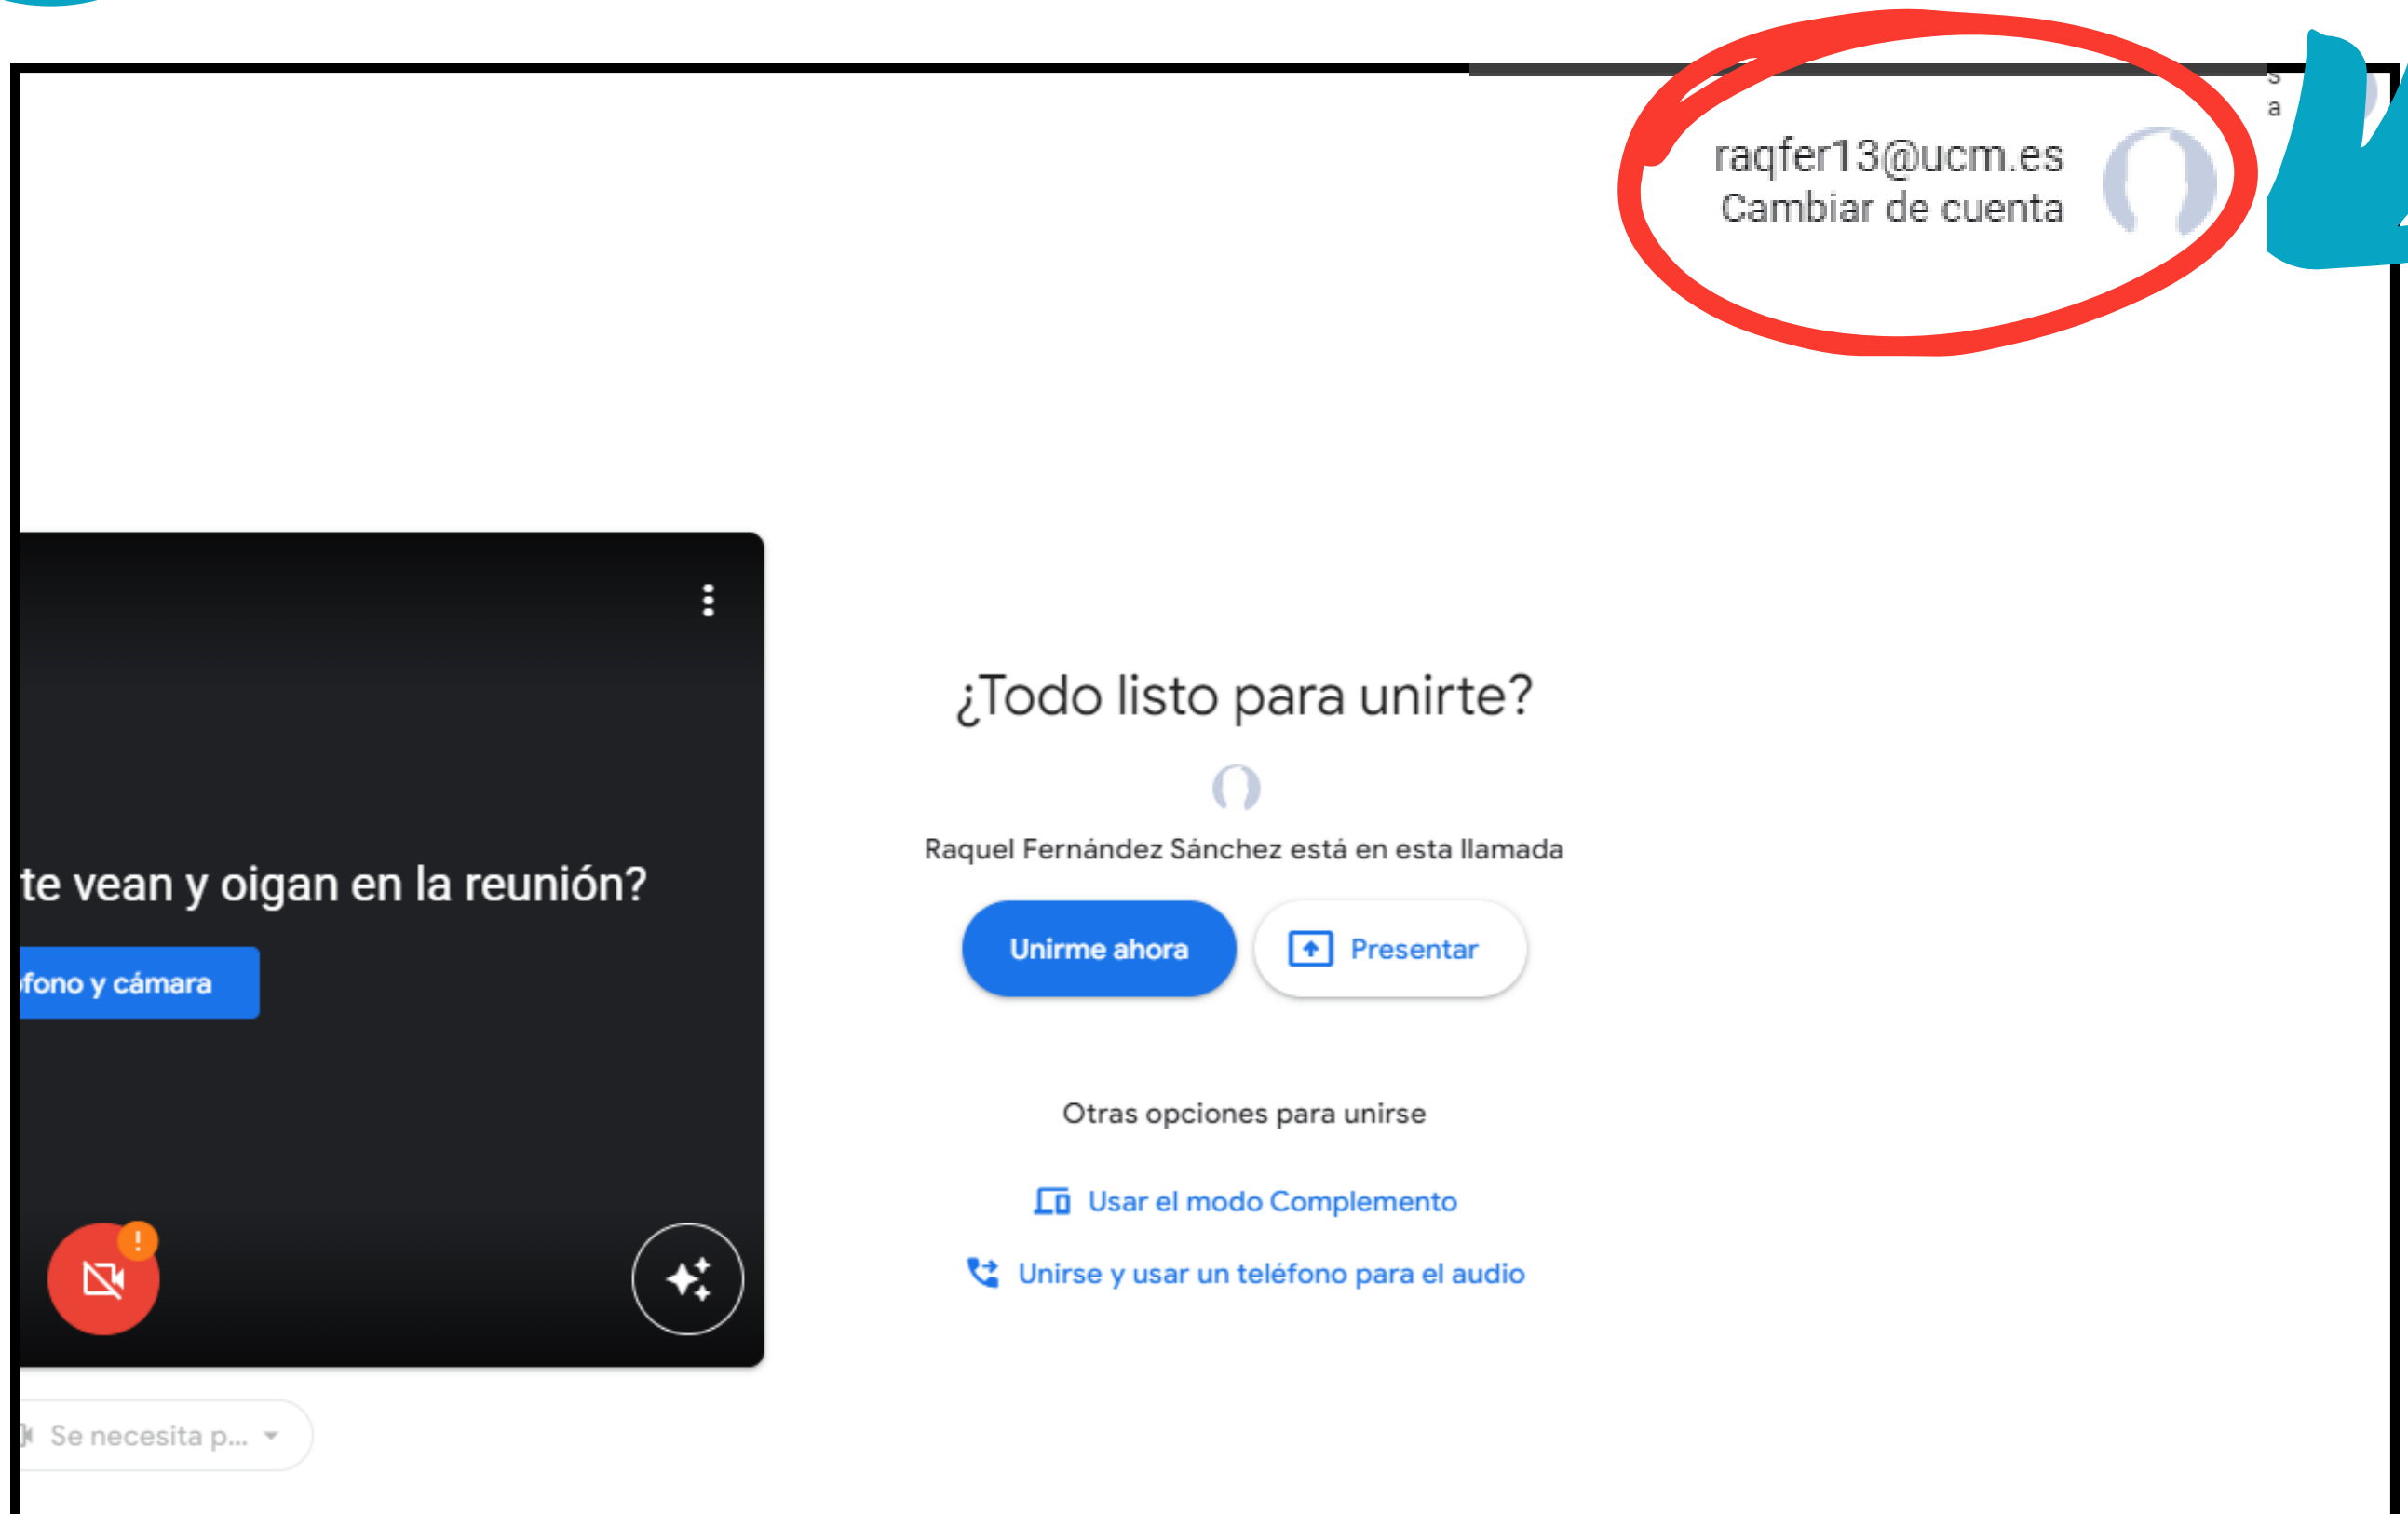 s
a
raqfer13@ucm.es
Cambiar de cuenta
¿Todo listo para unirte?
Raquel Fernández Sánchez está en esta llamada
te vean y oigan en la reunión?
Unirme ahora
Presentar
fono y cámara
Otras opciones para unirse
Usar el modo Complemento
Unirse y usar un teléfono para el audio
Se necesita p...